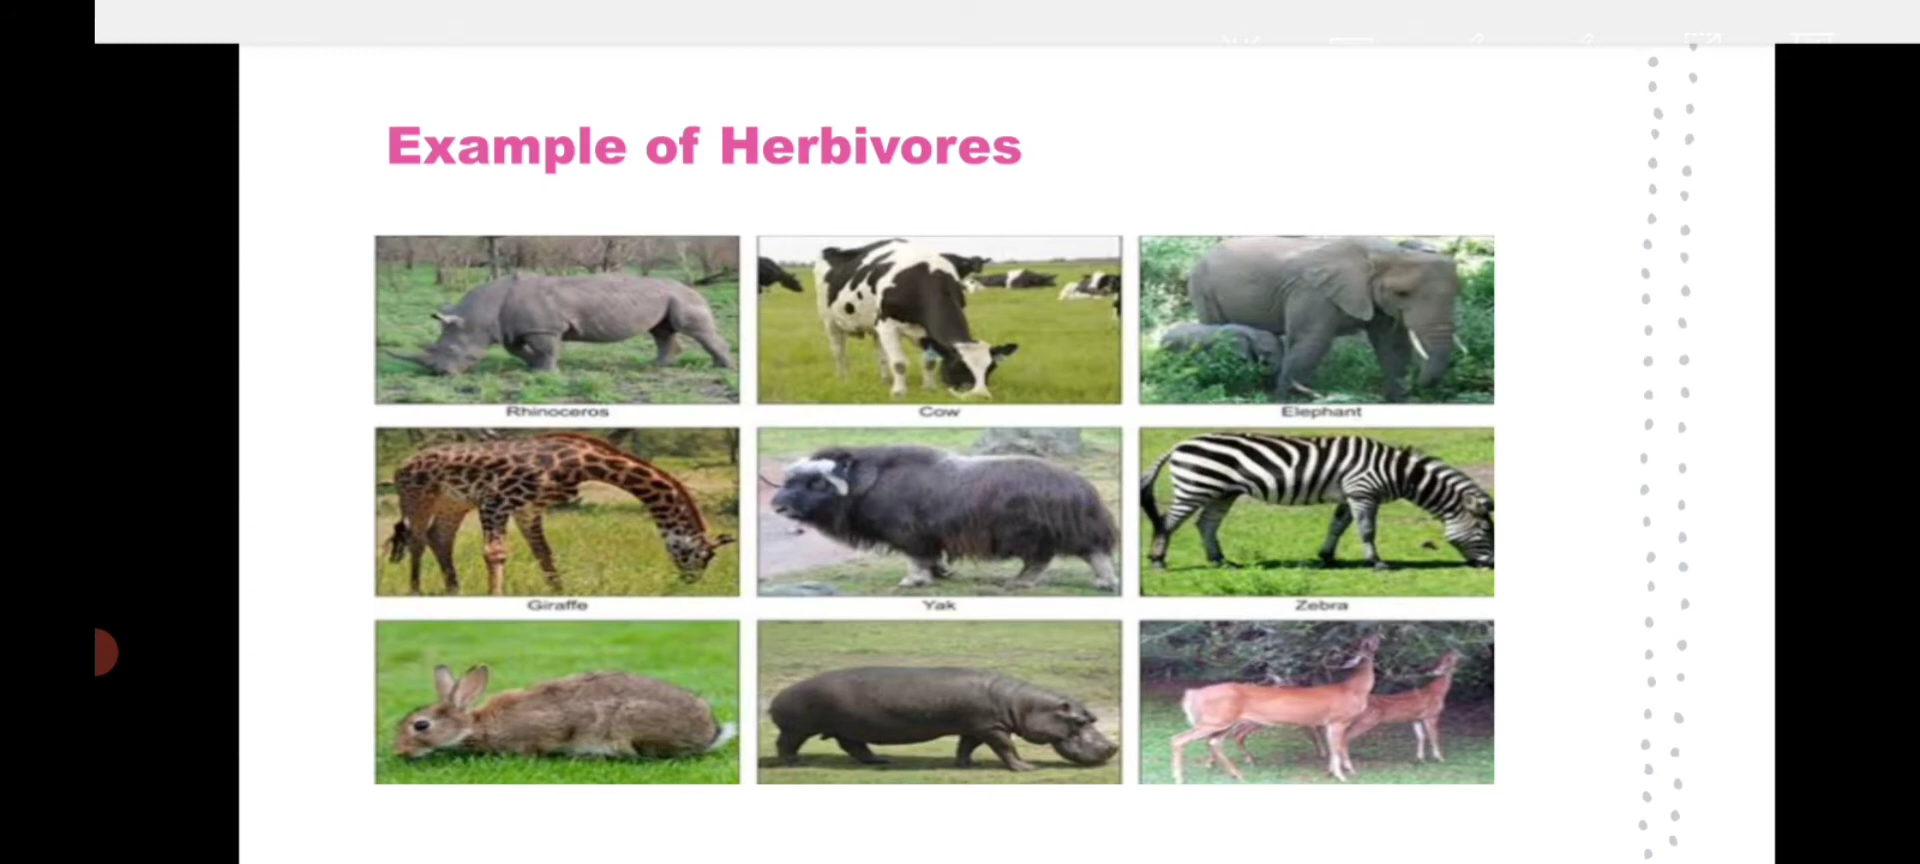 Example of Herbivores
Rhinoceros
Cow
Elephant
Giraffe
Yak
Zebra